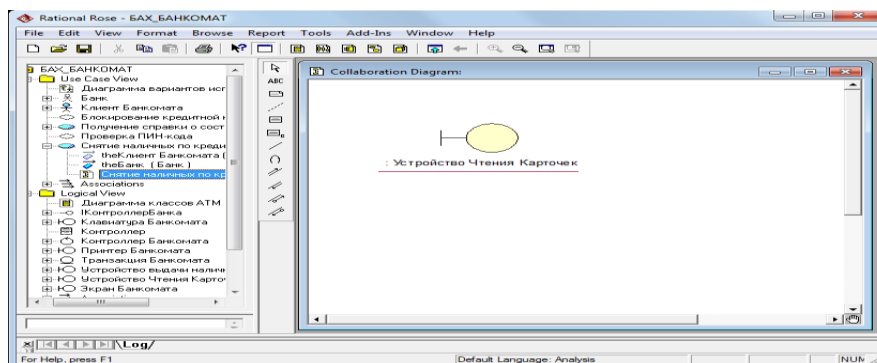 Rational Rose - БАХ_БАНКОМАТ
File Edit View Format Browse Report Tools Add-Ins Window Help
БАХ_БАНКОМАТ
Use Case View
Диаграмма вариантов исг
Банк
Клиент Банкомата
Блокирование кредитной к
Получение справки о сост
Проверка ПИН-кода
Снятие наличных по креди
theКлиент Банкомата (
theБанк ( Банк )
Снятие наличных по кр
Associations
Logical View
Диаграмма классов ATM
IКонтроллерБанка
Клавиатура Банкомата
Контроллер
Контроллер Банкомата
Принтер Банкомата
Транзакция Банкомата
Устройство выдачи наличн
Устройство Чтения Карточ
Экран Банкомата
ABC
Collaboration Diagram:
: Устройство Чтения Карточек
Log
For Help, press F1
Default Language: Analysis
NUM